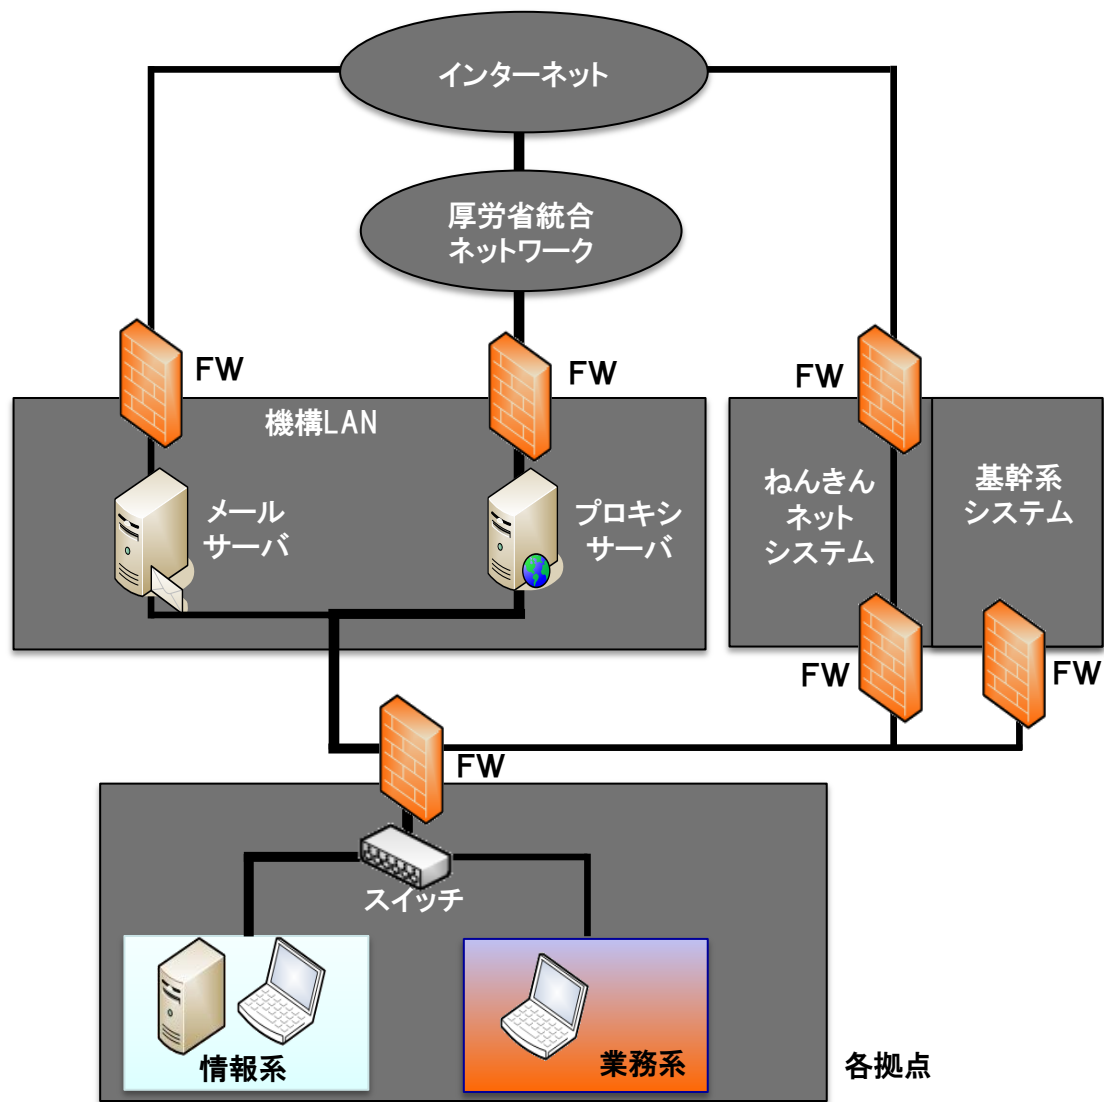 インターネット
厚労省統合
ネットワーク
FW
FW
FW
機構LAN
メール
サーバ
プロキシ
サーバ
ねんきん
ネット
システム
基幹系
システム
FW
FW
FW
スイッチ
情報系
業務系
各拠点